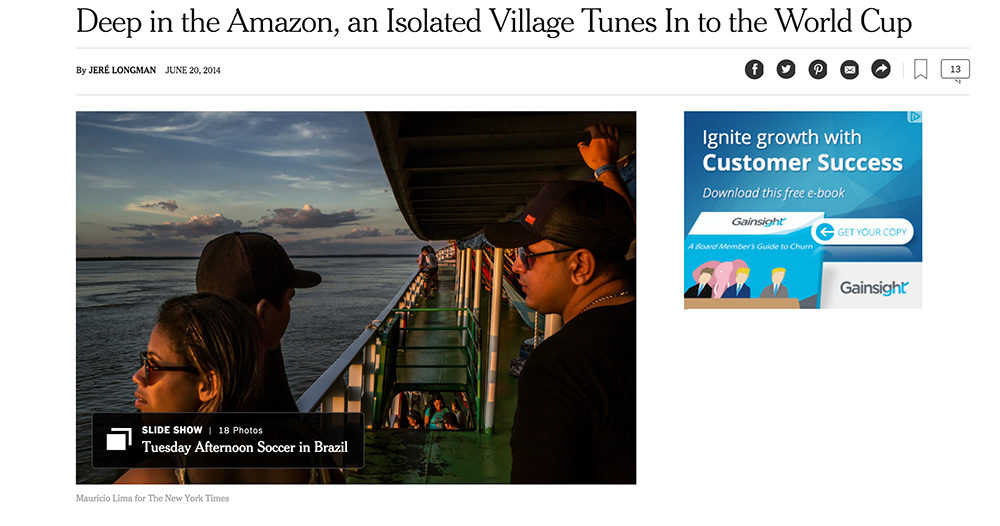 Deep in the Amazon, an Isolated Village Tunes In to the World Cup
By JERÉ LONGMAN JUNE 20, 2014
13
Ignite growth with
Customer Success
Download this free e-book
Gainsight
GET YOUR COPY
A Board Member's Guide to Churn
Gainsight
SLIDE SHOW | 18 Photos
Tuesday Afternoon Soccer in Brazil
Mauricio Lima for The New York Times